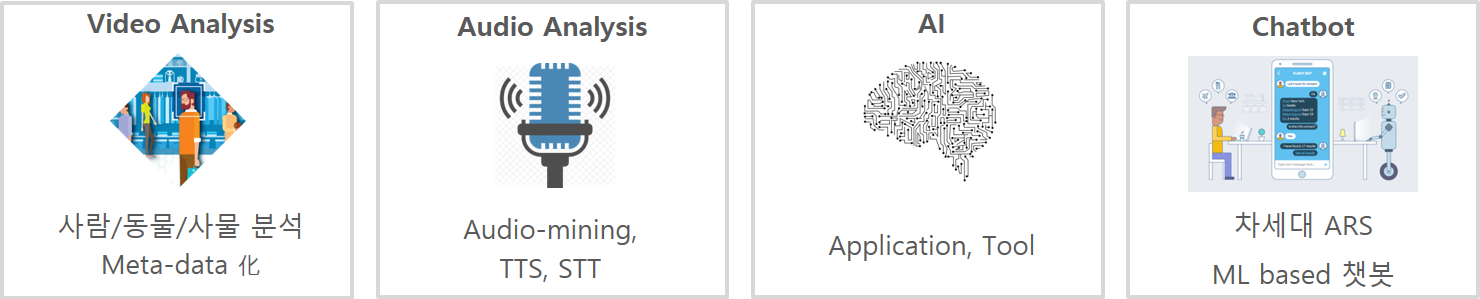 Video Analysis
사람/동물/사물 분석
Meta-data 化
Audio Analysis
Audio-mining,
TTS, STT
AI
Application, Tool
Chatbot
차세대 ARS
ML based 챗봇